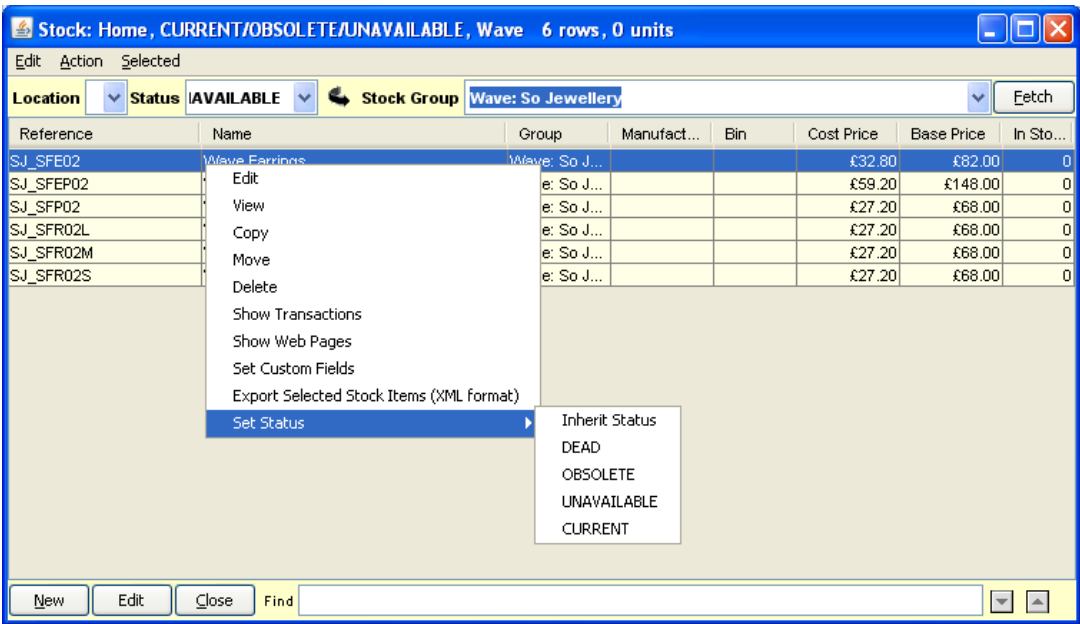 Stock: Home, CURRENT/OBSOLETE/UNAVAILABLE, Wave 6 rows, 0 units
Edit Action Selected
Location Status AVAILABLE Stock Group Wave: So Jewellery Fetch
Reference Name Group Manufact... Bin Cost Price Base Price In Sto...
SJ_SFE02 Wave Earrings Wave: So J... £32.80 £82.00 0
SJ_SFEP02 e: So J... £59.20 £148.00 0
SJ_SFP02 e: So J... £27.20 £68.00 0
SJ_SFR02L e: So J... £27.20 £68.00 0
SJ_SFR02M e: So J... £27.20 £68.00 0
SJ_SFR02S e: So J... £27.20 £68.00 0
Edit
View
Copy
Move
Delete
Show Transactions
Show Web Pages
Set Custom Fields
Export Selected Stock Items (XML format)
Set Status
Inherit Status
DEAD
OBSOLETE
UNAVAILABLE
CURRENT
New Edit Close Find